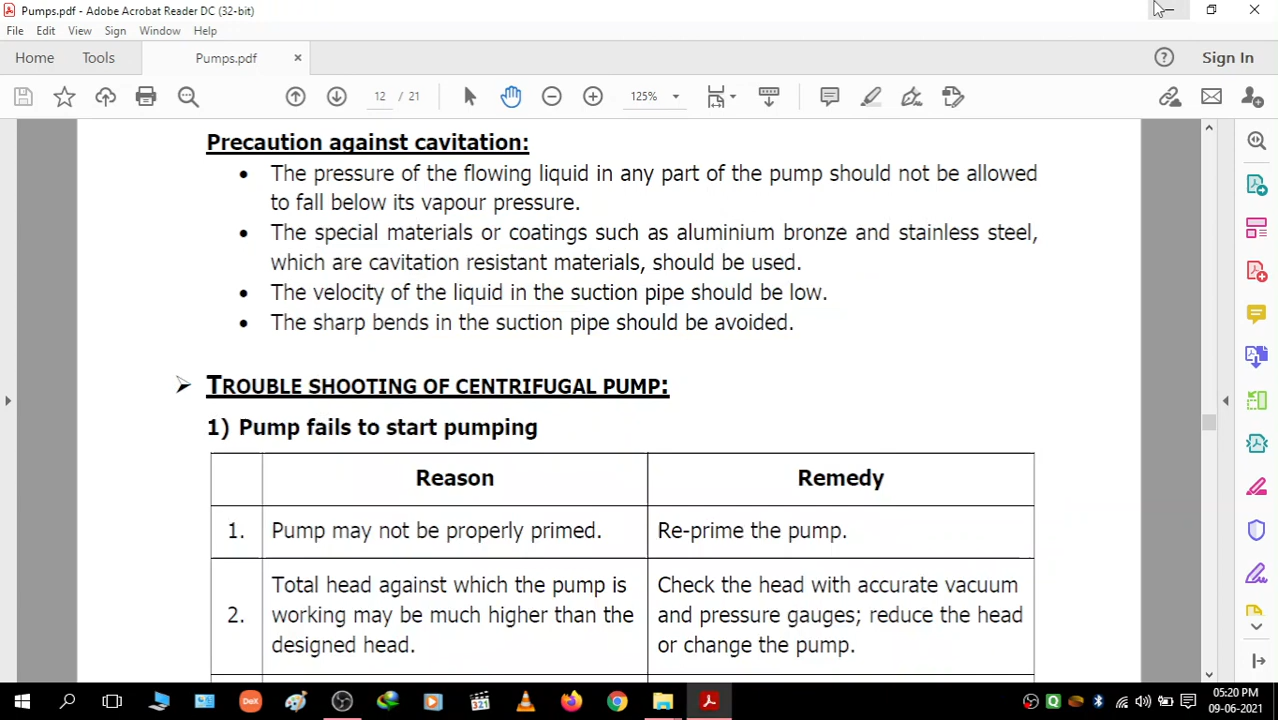 Pumps.pdf - Adobe Acrobat Reader DC (32-bit)
File Edit View Sign Window Help
Home Tools Pumps.pdf × ? Sign In
12 / 21 125%
Precaution against cavitation:
• The pressure of the flowing liquid in any part of the pump should not be allowed
to fall below its vapour pressure.
• The special materials or coatings such as aluminium bronze and stainless steel,
which are cavitation resistant materials, should be used.
• The velocity of the liquid in the suction pipe should be low.
• The sharp bends in the suction pipe should be avoided.
➢ TROUBLE SHOOTING OF CENTRIFUGAL PUMP:
1) Pump fails to start pumping
Reason Remedy
1. Pump may not be properly primed. Re-prime the pump.
2. Total head against which the pump is working may be much higher than the designed head. Check the head with accurate vacuum and pressure gauges; reduce the head or change the pump.
DeX 321 05:20 PM
09-06-2021